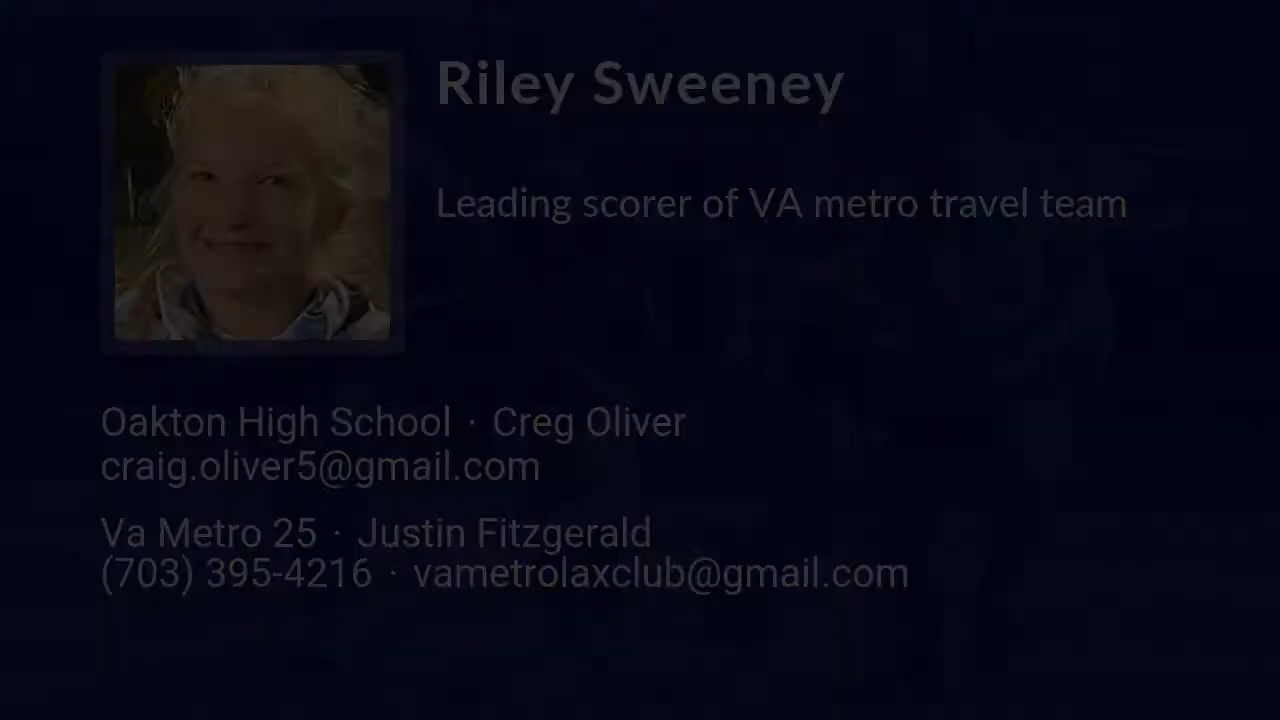 Riley Sweeney
Leading scorer of VA metro travel team
Oakton High School · Creg Oliver
craig.oliver5@gmail.com
Va Metro 25 · Justin Fitzgerald
(703) 395-4216 · vametrolaxclub@gmail.com